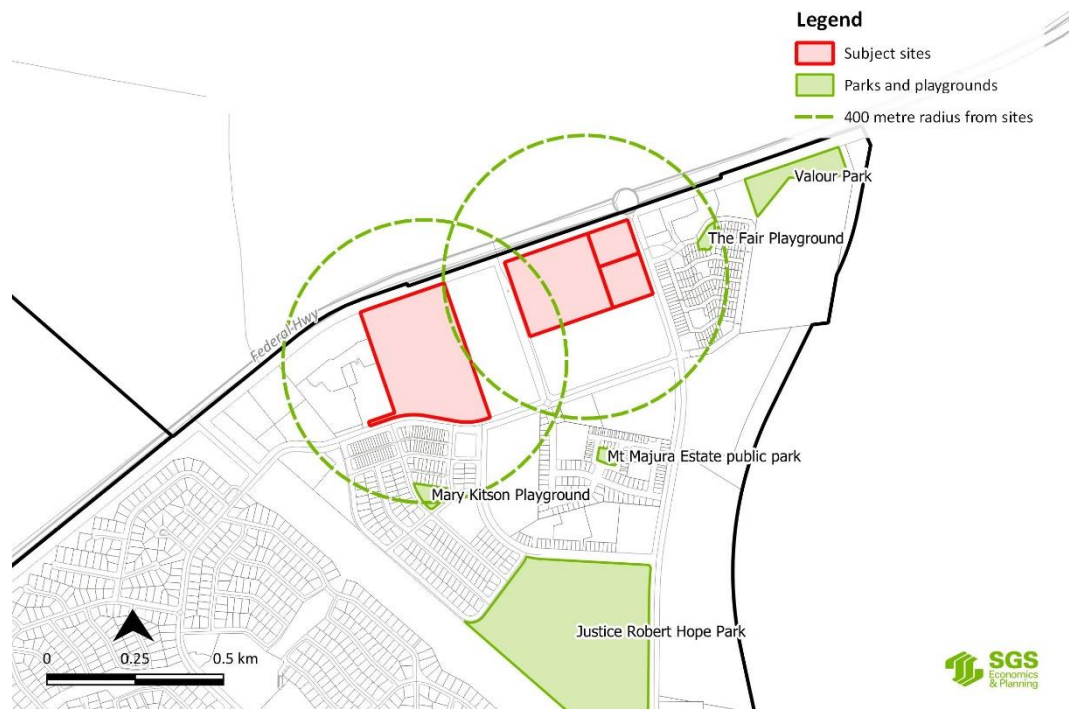 Legend
Subject sites
Parks and playgrounds
400 metre radius from sites
Valour Park
The Fair Playground
Federal Hwy
Mt Majura Estate public park
Mary Kitson Playground
Justice Robert Hope Park
0 0.25 0.5 km
SGS
Economics
& Planning